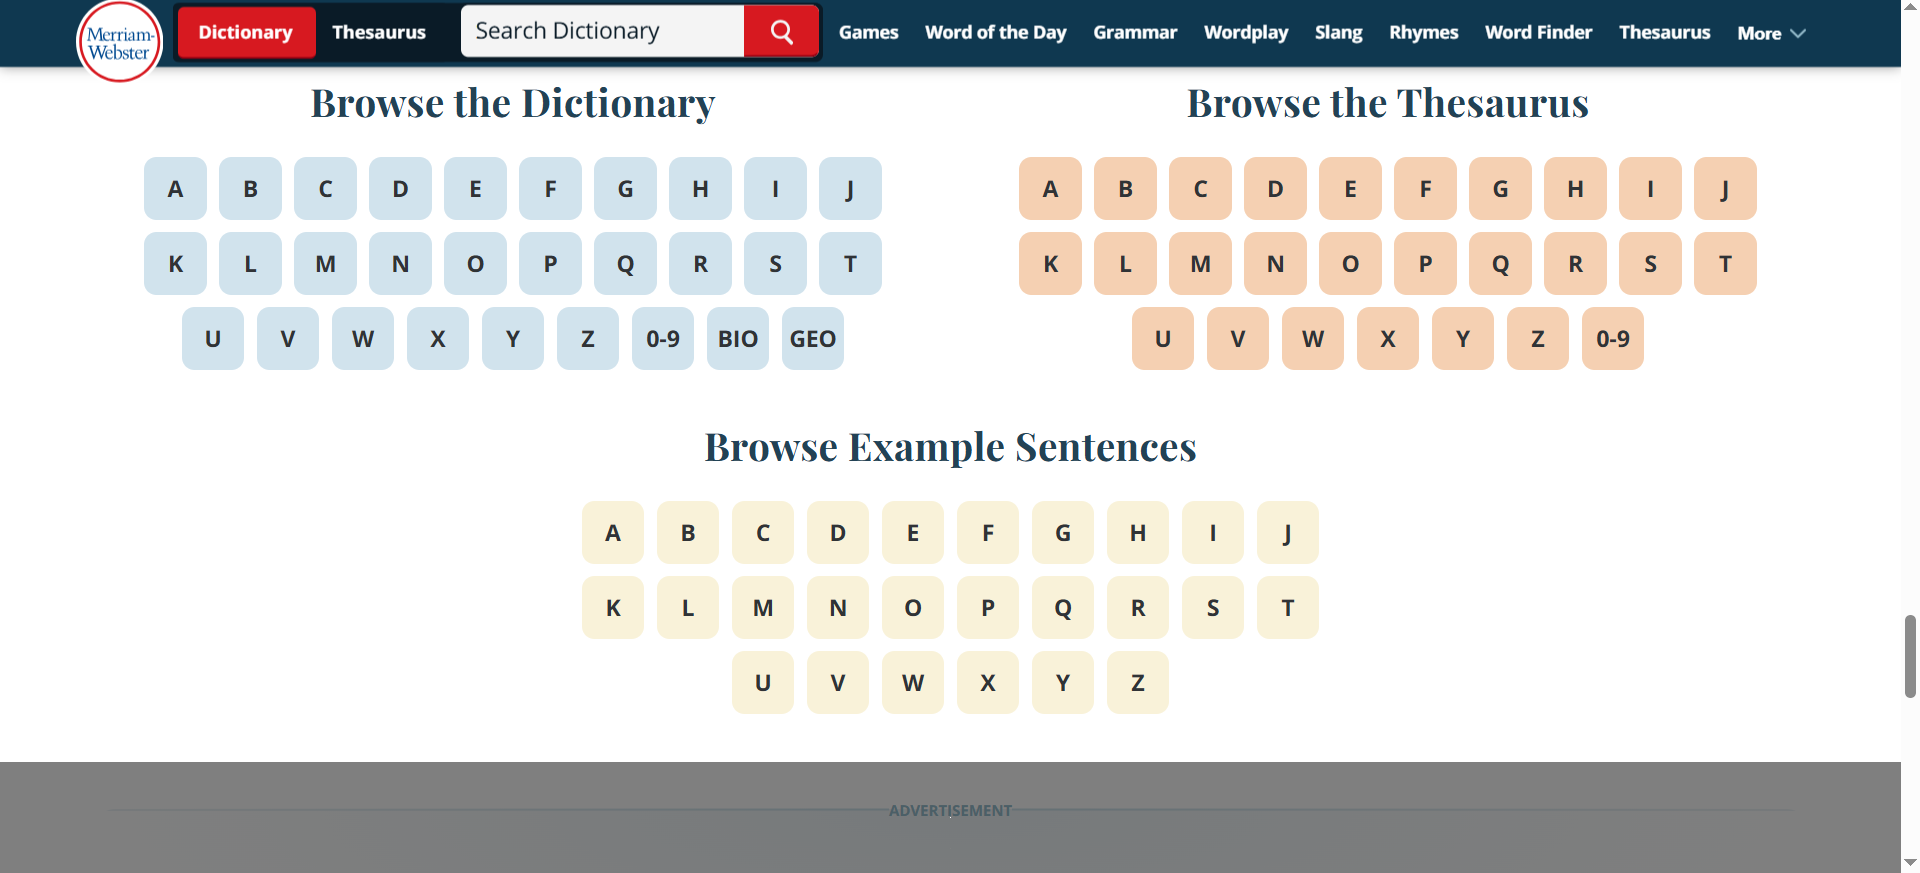 Merriam-
Webster
Dictionary Thesaurus Search Dictionary Games Word of the Day Grammar Wordplay Slang Rhymes Word Finder Thesaurus More
Browse the Dictionary
A B C D E F G H I J
K L M N O P Q R S T
U V W X Y Z 0-9 BIO GEO
Browse the Thesaurus
A B C D E F G H I J
K L M N O P Q R S T
U V W X Y Z 0-9
Browse Example Sentences
A B C D E F G H I J
K L M N O P Q R S T
U V W X Y Z
ADVERTISEMENT